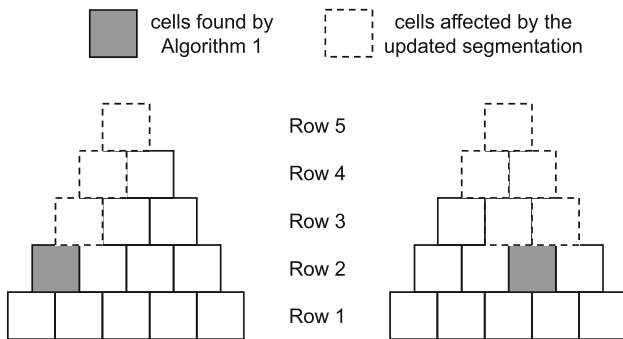 cells found by
Algorithm 1
cells affected by the
updated segmentation
Row 5
Row 4
Row 3
Row 2
Row 1